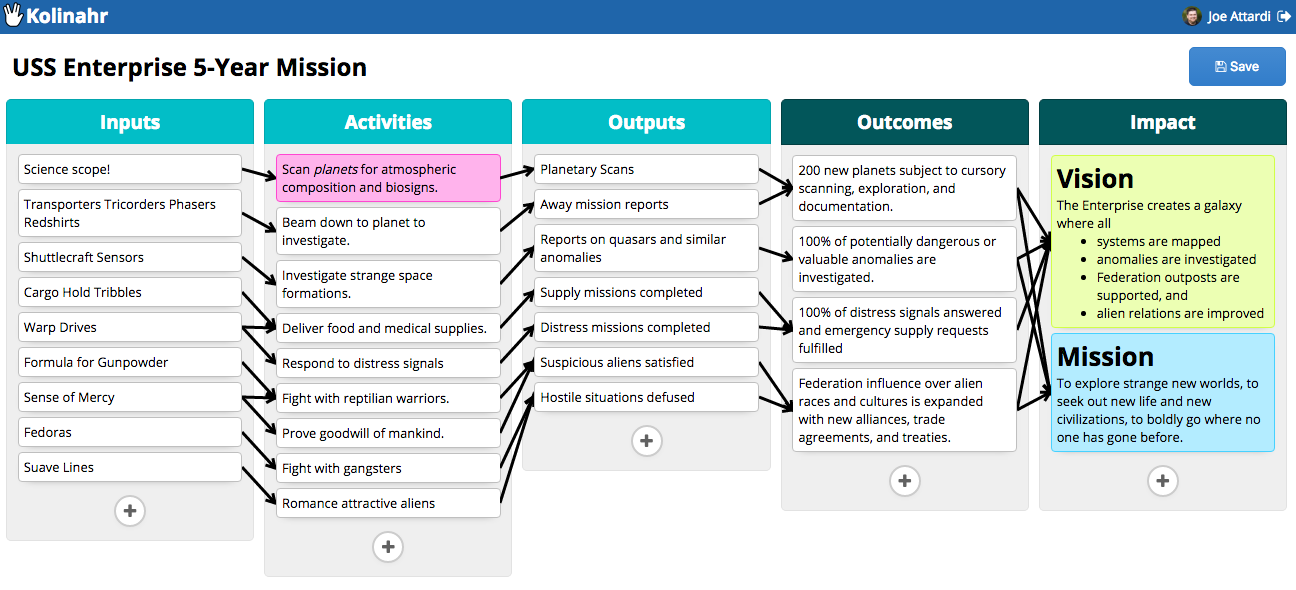 Kolinahr
Joe Attardi
USS Enterprise 5-Year Mission
Save
Inputs
Science scope!
Transporters Tricorders Phasers
Redshirts
Shuttlecraft Sensors
Cargo Hold Tribbles
Warp Drives
Formula for Gunpowder
Sense of Mercy
Fedoras
Suave Lines
Activities
Scan planets for atmospheric
composition and biosigns.
Beam down to planet to
investigate.
Investigate strange space
formations.
Deliver food and medical supplies.
Respond to distress signals
Fight with reptilian warriors.
Prove goodwill of mankind.
Fight with gangsters
Romance attractive aliens
Outputs
Planetary Scans
Away mission reports
Reports on quasars and similar
anomalies
Supply missions completed
Distress missions completed
Suspicious aliens satisfied
Hostile situations defused
Outcomes
200 new planets subject to cursory
scanning, exploration, and
documentation.
100% of potentially dangerous or
valuable anomalies are
investigated.
100% of distress signals answered
and emergency supply requests
fulfilled
Federation influence over alien
races and cultures is expanded
with new alliances, trade
agreements, and treaties.
Impact
Vision
The Enterprise creates a galaxy
where all
• systems are mapped
• anomalies are investigated
• Federation outposts are
supported, and
• alien relations are improved
Mission
To explore strange new worlds, to
seek out new life and new
civilizations, to boldly go where no
one has gone before.